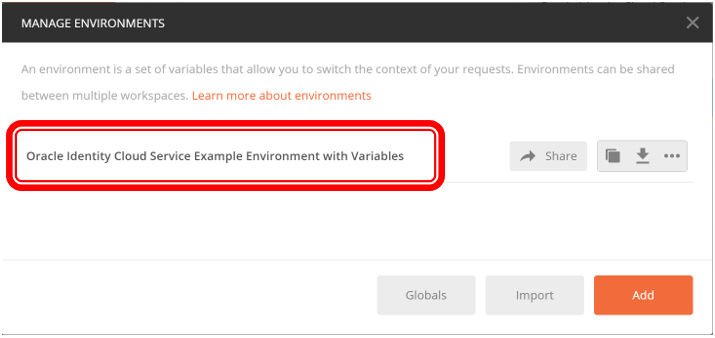 MANAGE ENVIRONMENTS
An environment is a set of variables that allow you to switch the context of your requests. Environments can be shared
between multiple workspaces. Learn more about environments
Oracle Identity Cloud Service Example Environment with Variables
Share
Globals
Import
Add